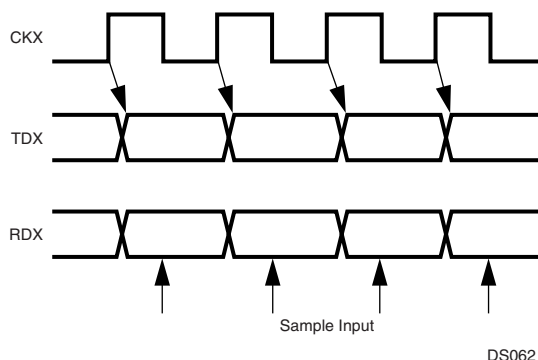 CKX
TDX
RDX
Sample Input
DS062